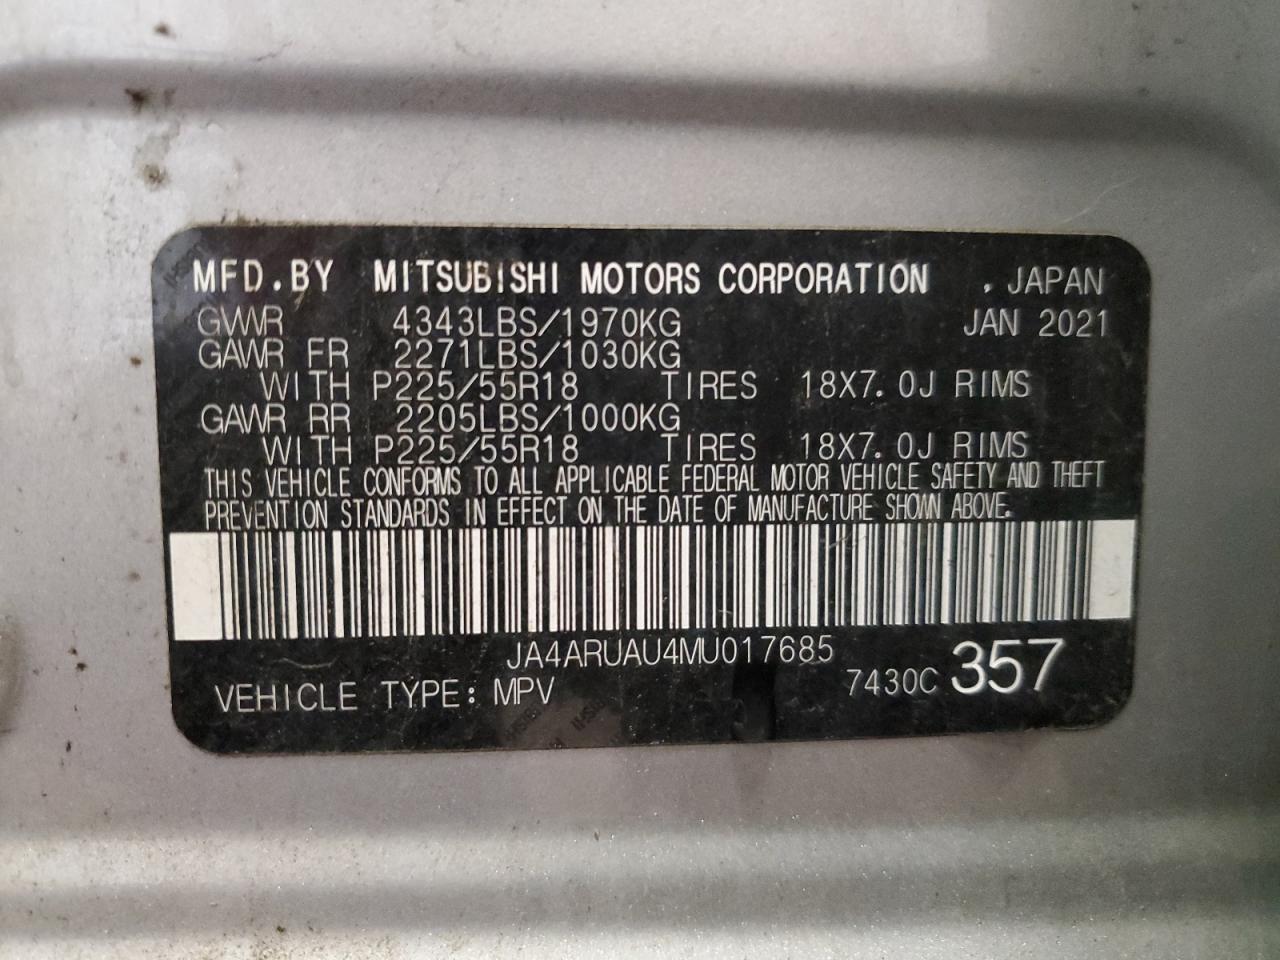 MFD.BY MITSUBISHI MOTORS CORPORATION , JAPAN
GVWR 4343LBS/1970KG JAN 2021
GAWR FR 2271LBS/1030KG
WITH P225/55R18 TIRES 18X7.0J RIMS
GAWR RR 2205LBS/1000KG
WITH P225/55R18 TIRES 18X7.0J RIMS
THIS VEHICLE CONFORMS TO ALL APPLICABLE FEDERAL MOTOR VEHICLE SAFETY AND THEFT
PREVENTION STANDARDS IN EFFECT ON THE DATE OF MANUFACTURE SHOWN ABOVE.
JA4ARUAU4MU017685
VEHICLE TYPE: MPV 7430C 357